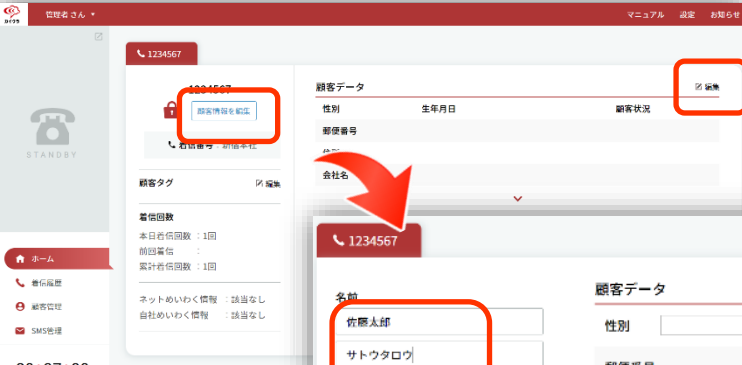 カイクラ
管理者 さん ▾
マニュアル 設定 お知らせ
1234567
STANDBY
1234567
顧客情報を編集
着信番号
顧客タグ 編集
着信回数
本日着信回数 : 1回
前回着信 :
累計着信回数 : 1回
ネットめいわく情報 : 該当なし
自社めいわく情報 : 該当なし
顧客データ 編集
性別 生年月日 顧客状況
郵便番号
会社名
ホーム
着信履歴
顧客管理
SMS管理
1234567
名前
佐藤太郎
サトウタロウ
顧客データ
性別